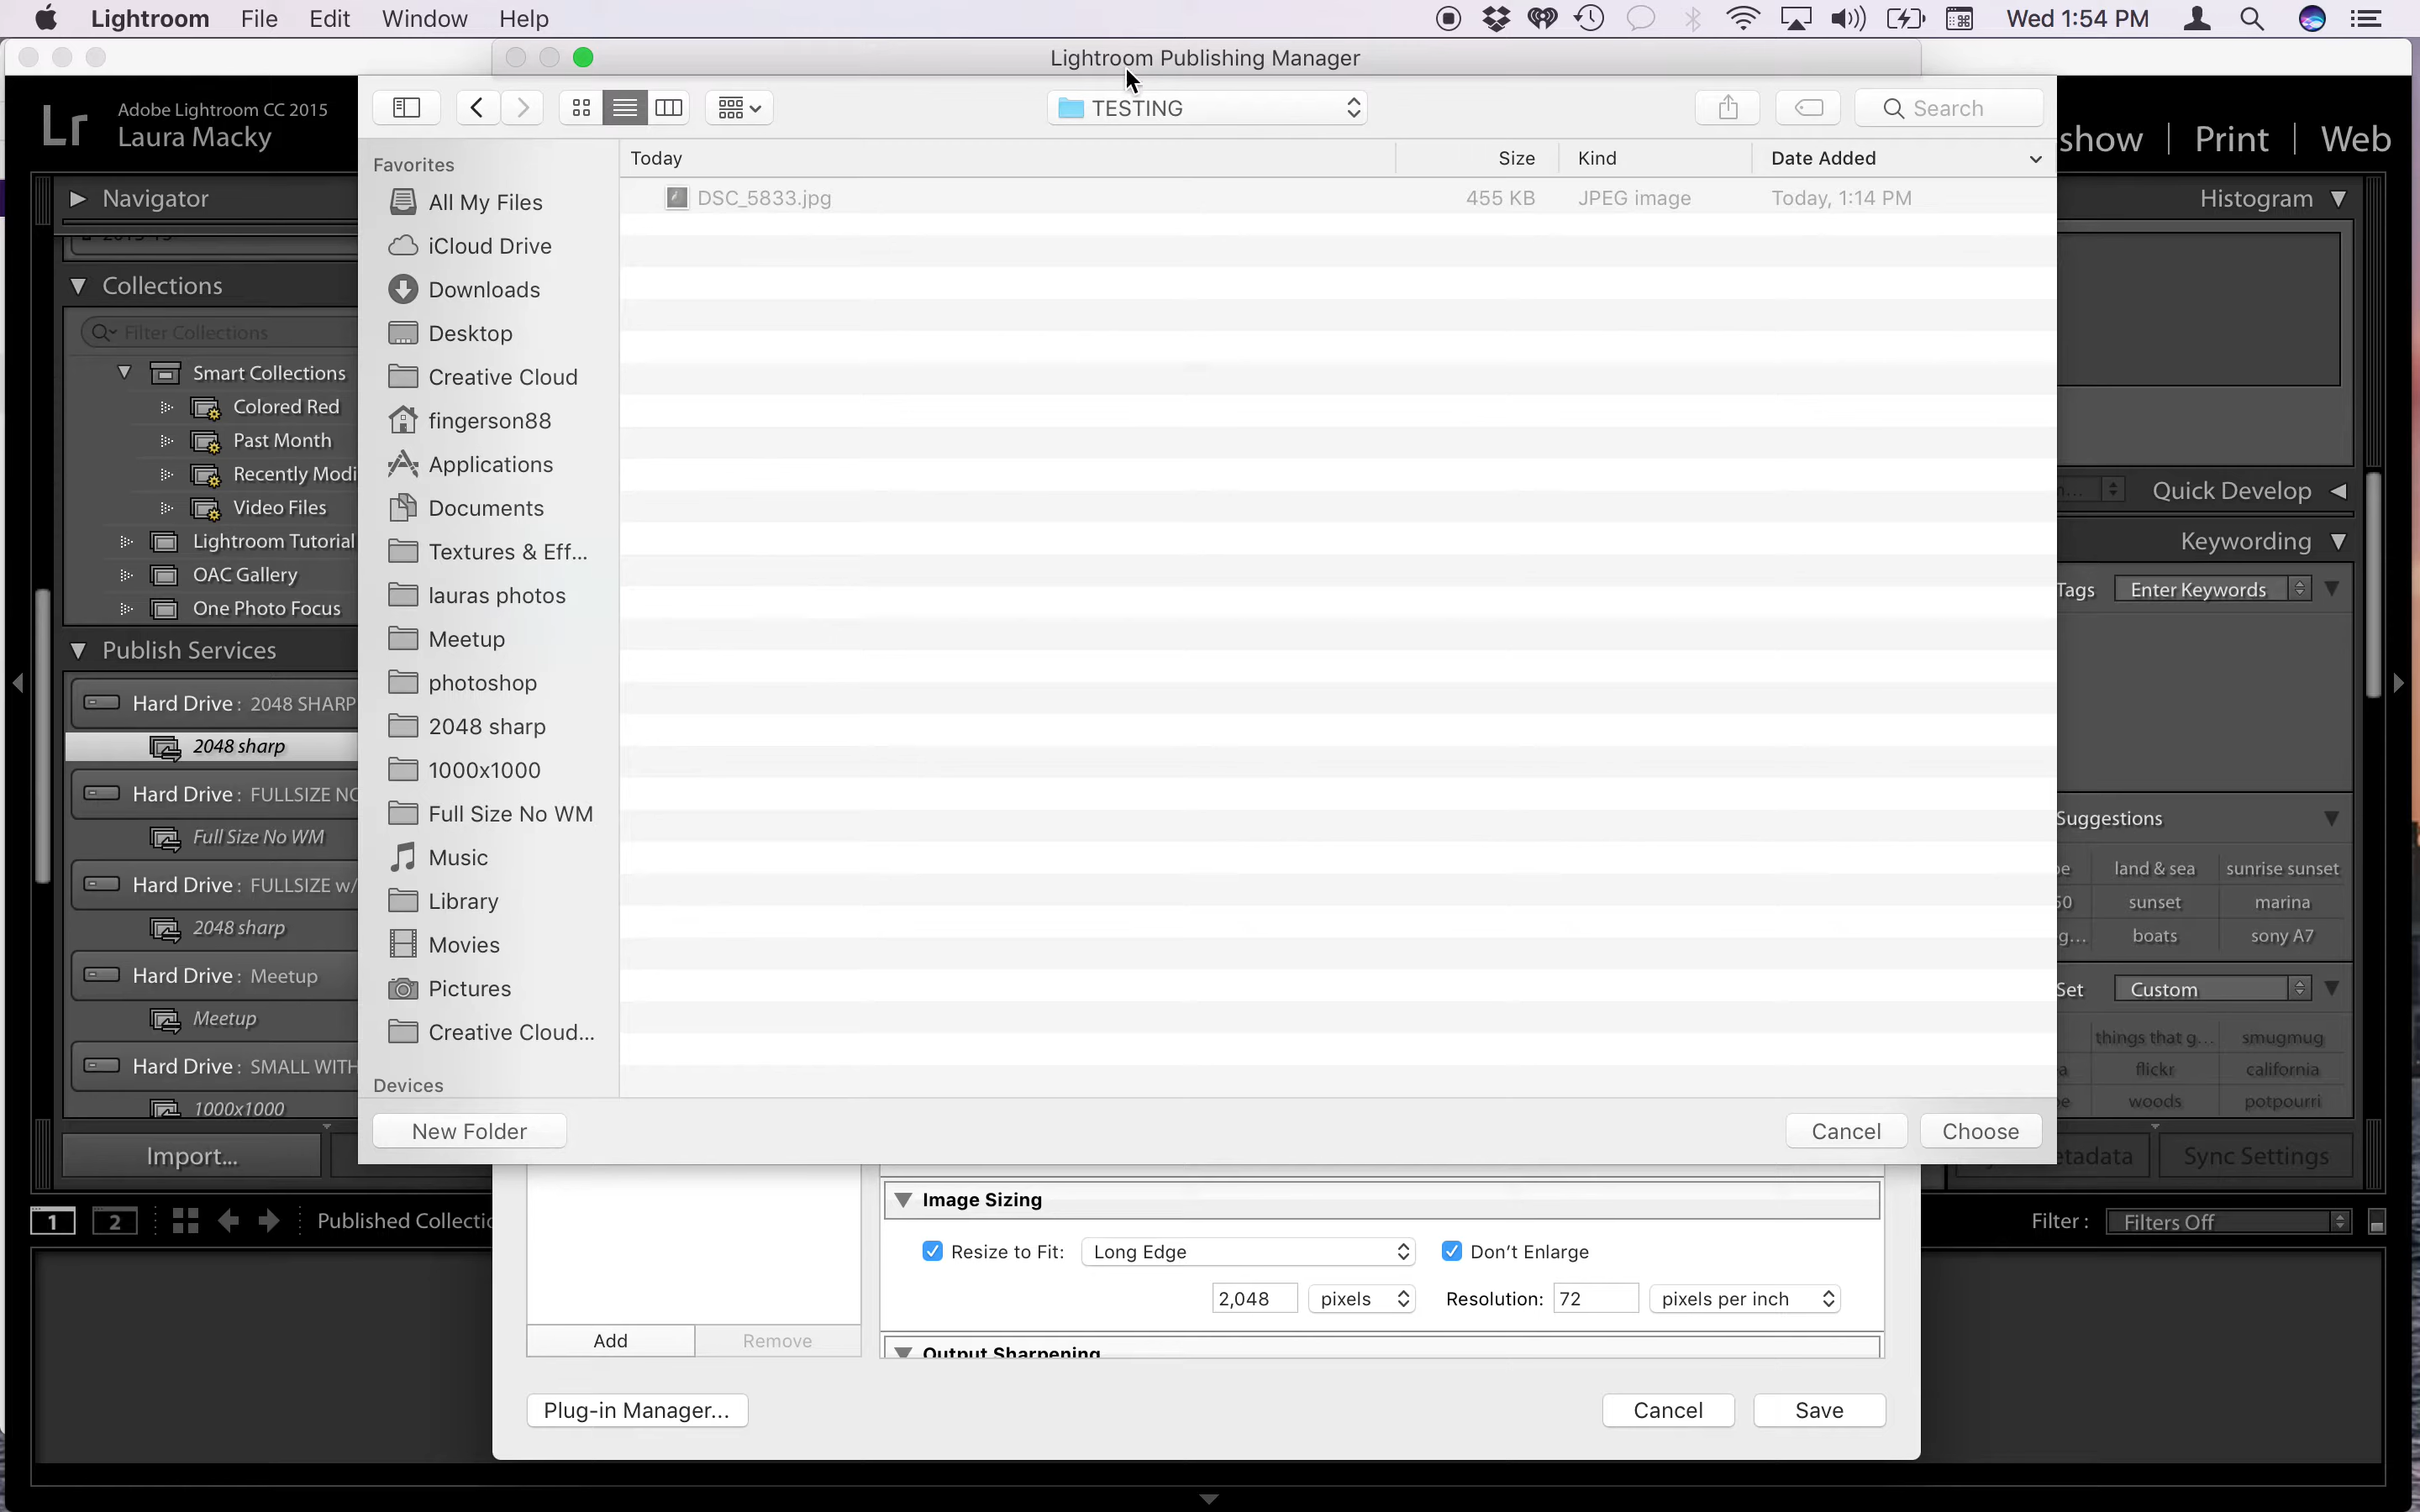 Lightroom File Edit Window Help
Wed 1:54 PM
Lightroom Publishing Manager
Lr Adobe Lightroom CC 2015
Laura Macky
show | Print | Web
TESTING
Search
Navigator
Collections
Filter Collections
Smart Collections
Colored Red
Past Month
Recently Modi
Video Files
Lightroom Tutorial
OAC Gallery
One Photo Focus
Publish Services
Hard Drive: 2048 SHARP
2048 sharp
Hard Drive: FULLSIZE NO
Full Size No WM
Hard Drive: FULLSIZE w/
2048 sharp
Hard Drive: Meetup
Meetup
Hard Drive: SMALL WITH
1000x1000
Import...
Favorites
All My Files
iCloud Drive
Downloads
Desktop
Creative Cloud
fingerson88
Applications
Documents
Textures & Eff...
lauras photos
Meetup
photoshop
2048 sharp
1000x1000
Full Size No WM
Music
Library
Movies
Pictures
Creative Cloud...
Devices
Today Size Kind Date Added
DSC_5833.jpg 455 KB JPEG image Today, 1:14 PM
New Folder
Cancel Choose
Histogram
Quick Develop
Keywording
Tags Enter Keywords
Suggestions
land & sea sunrise sunset
sunset marina
g... boats sony A7
Set Custom
things that g... smugmug
flickr california
woods potpourri
etadata Sync Settings
1 2 Published Collectio
Filter: Filters Off
Image Sizing
Resize to Fit: Long Edge Don't Enlarge
2,048 pixels Resolution: 72 pixels per inch
Output Sharpening
Add Remove
Plug-in Manager...
Cancel Save